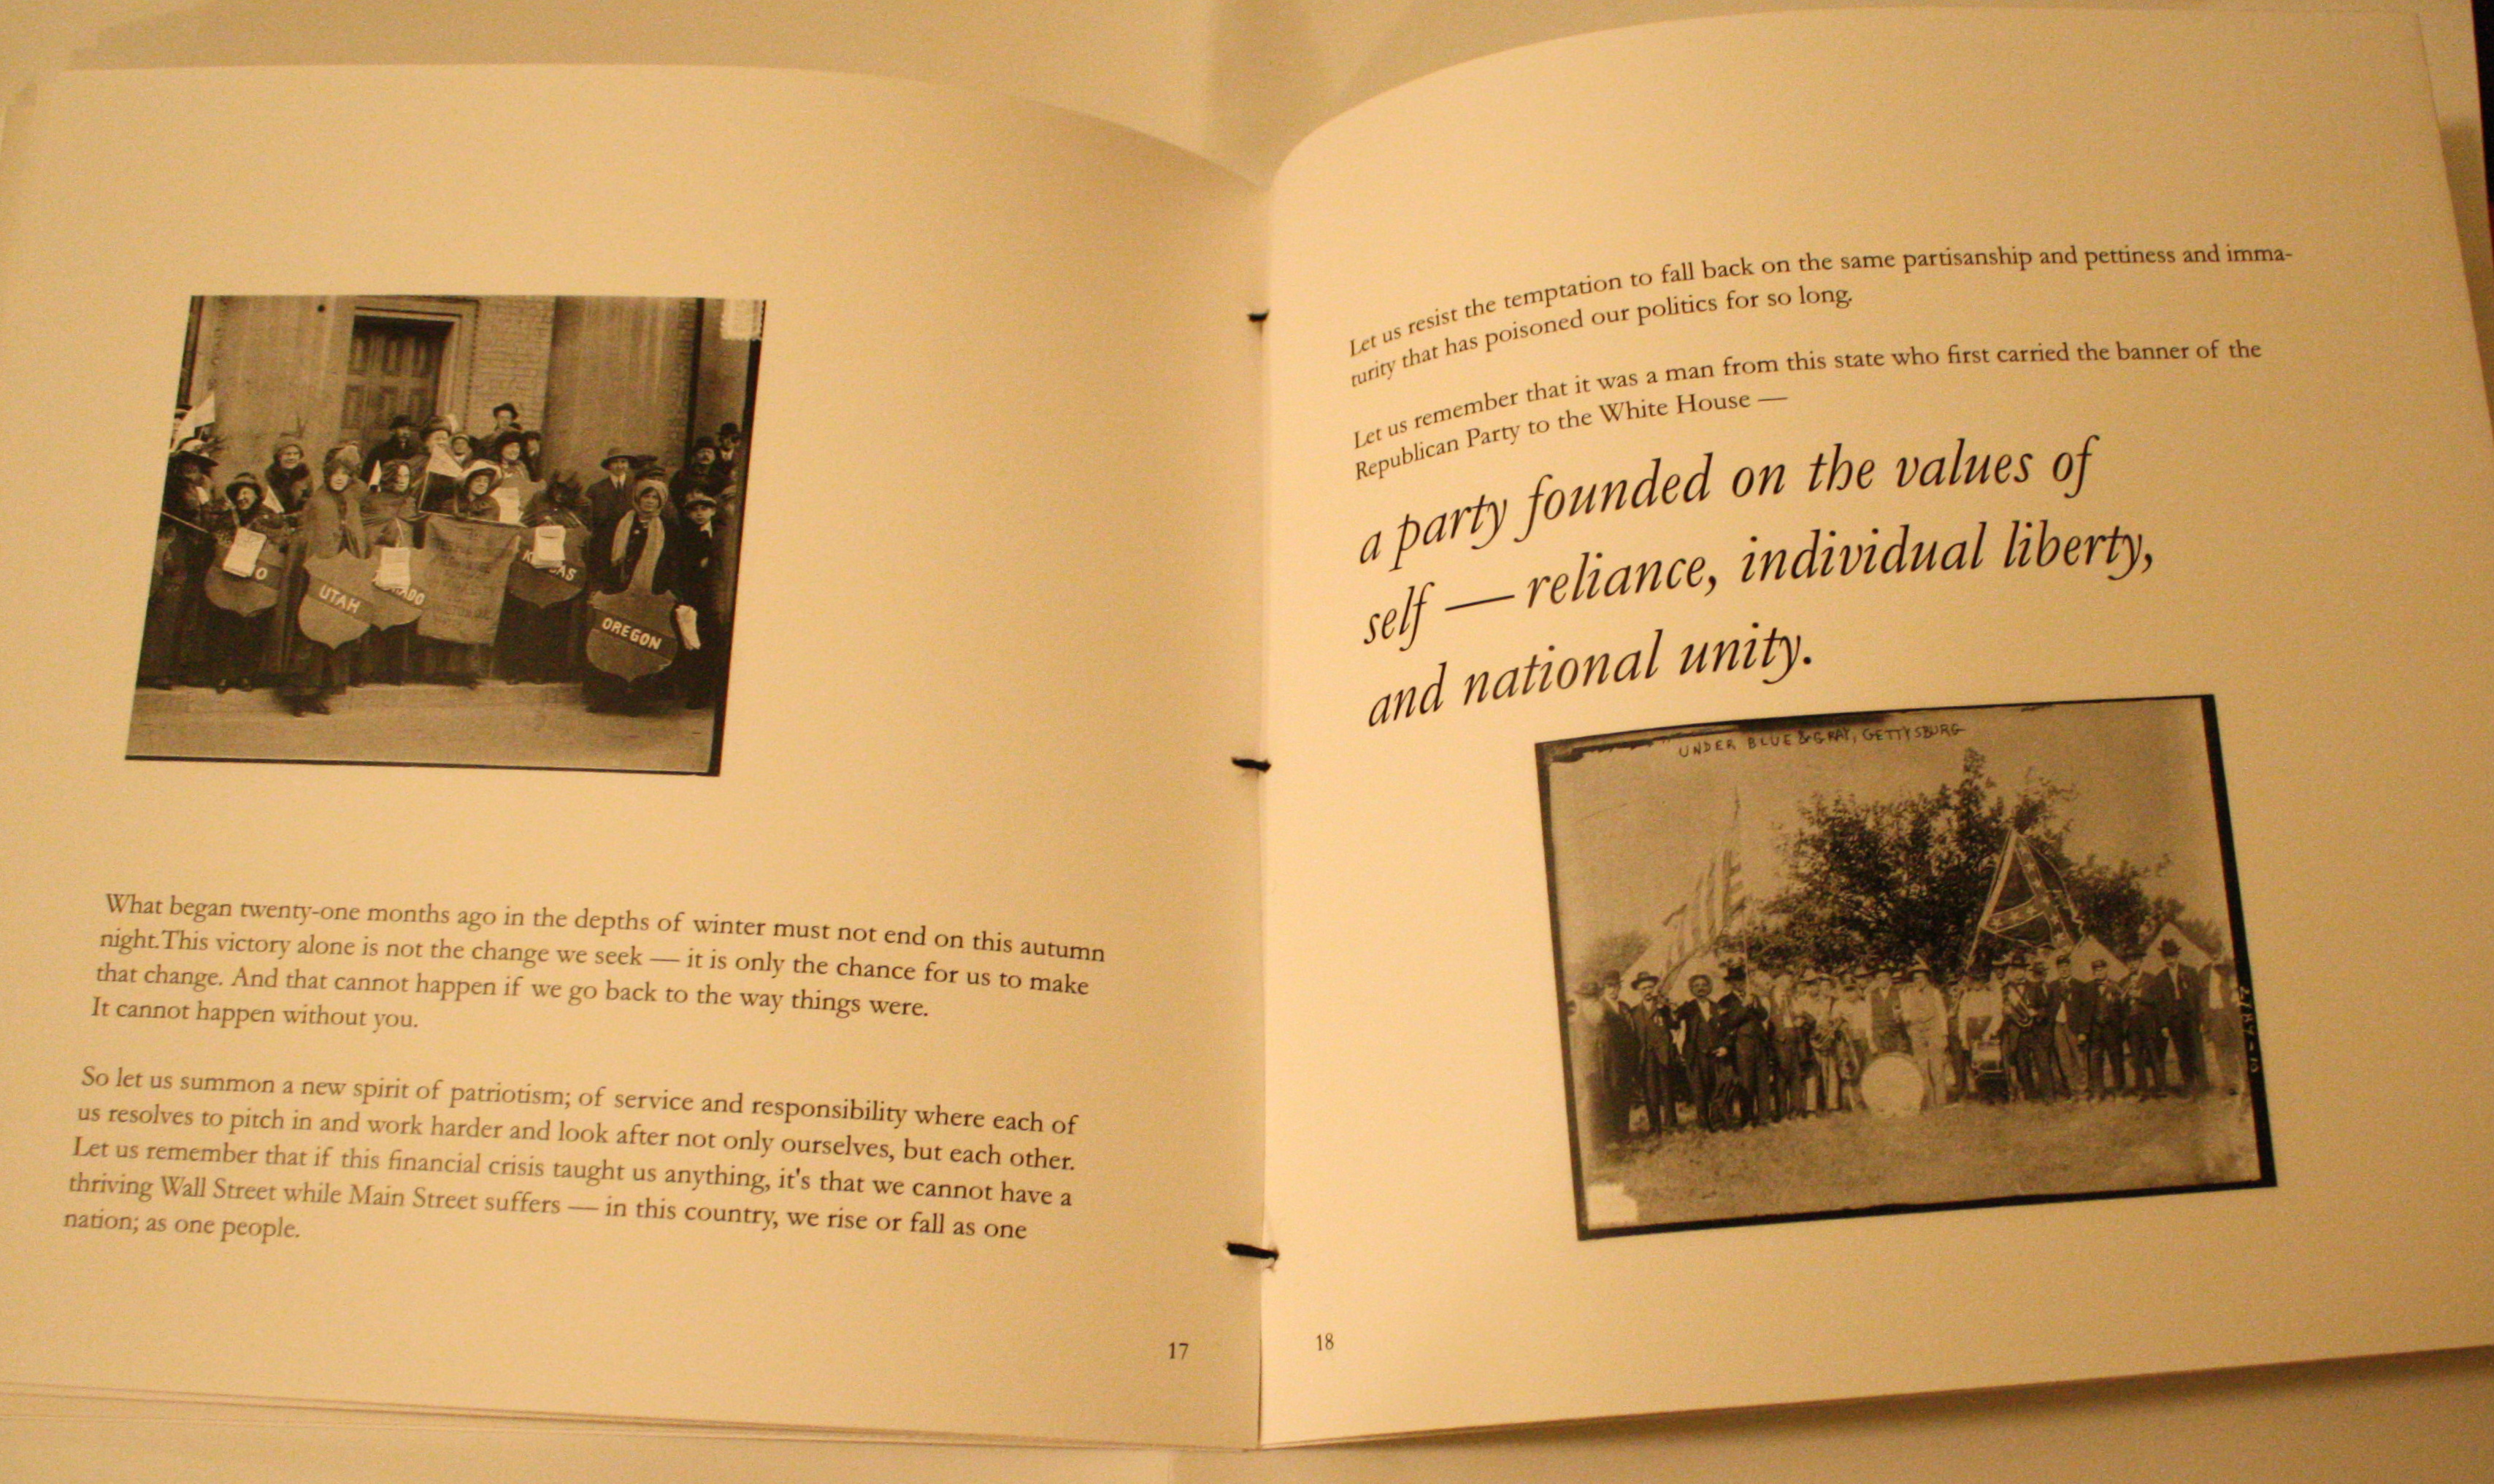 O
UTAH
ADO
K AS
OREGON
What began twenty-one months ago in the depths of winter must not end on this autumn
night.This victory alone is not the change we seek — it is only the chance for us to make
that change. And that cannot happen if we go back to the way things were.
It cannot happen without you.
So let us summon a new spirit of patriotism; of service and responsibility where each of
us resolves to pitch in and work harder and look after not only ourselves, but each other.
Let us remember that if this financial crisis taught us anything, it's that we cannot have a
thriving Wall Street while Main Street suffers — in this country, we rise or fall as one
nation; as one people.
17
Let us resist the temptation to fall back on the same partisanship and pettiness and imma-
turity that has poisoned our politics for so long.
Let us remember that it was a man from this state who first carried the banner of the
Republican Party to the White House —
a party founded on the values of
self — reliance, individual liberty,
and national unity.
UNDER BLUE & GRAY, GETTYSBURG
18